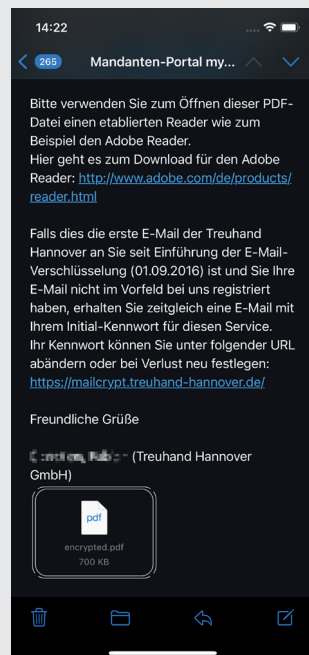 14:22
265
Mandanten-Portal my...
Bitte verwenden Sie zum Öffnen dieser PDF-
Datei einen etablierten Reader wie zum
Beispiel den Adobe Reader.
Hier geht es zum Download für den Adobe
Reader: http://www.adobe.com/de/products/
reader.html
Falls dies die erste E-Mail der Treuhand
Hannover an Sie seit Einführung der E-Mail-
Verschlüsselung (01.09.2016) ist und Sie Ihre
E-Mail nicht im Vorfeld bei uns registriert
haben, erhalten Sie zeitgleich eine E-Mail mit
Ihrem Initial-Kennwort für diesen Service.
Ihr Kennwort können Sie unter folgender URL
abändern oder bei Verlust neu festlegen:
https://mailcrypt.treuhand-hannover.de/
Freundliche Grüße
(Treuhand Hannover
GmbH)
pdf
encrypted.pdf
700 KB